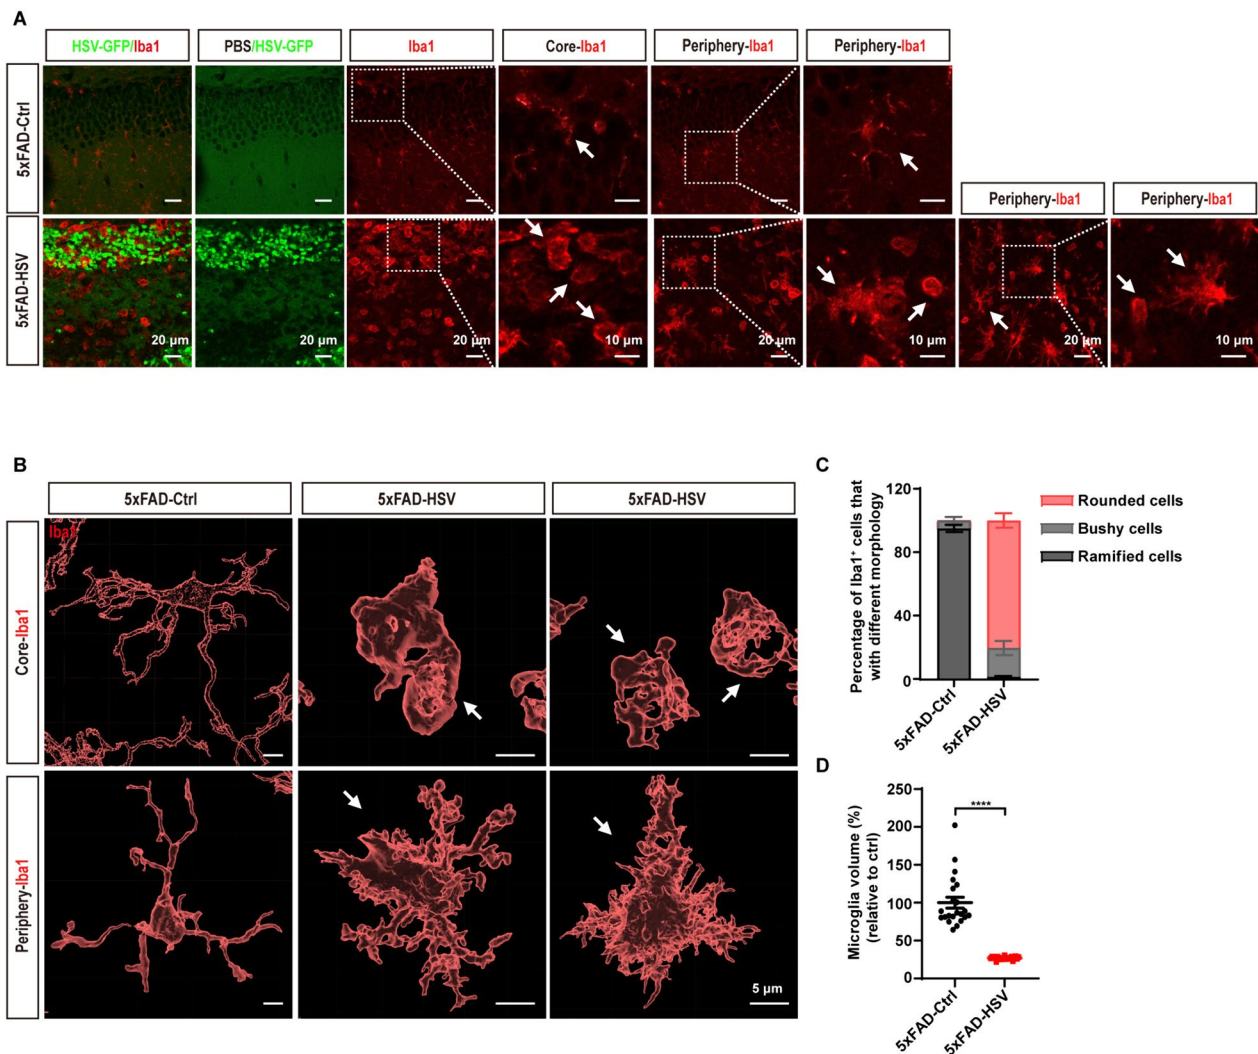 A
HSV-GFP/Iba1
PBS/HSV-GFP
Iba1
Core-Iba1
Periphery-Iba1
Periphery-Iba1
5xFAD-Ctrl
Periphery-Iba1
Periphery-Iba1
5xFAD-HSV
20 µm
20 µm
20 µm
10 µm
20 µm
10 µm
20 µm
10 µm
B
5xFAD-Ctrl
5xFAD-HSV
5xFAD-HSV
Core-Iba1
Iba1
Periphery-Iba1
5 µm
C
Percentage of Iba1⁺ cells that
with different morphology
120
80
40
0
5xFAD-Ctrl
5xFAD-HSV
Rounded cells
Bushy cells
Ramified cells
D
Microglia volume (%)
(relative to ctrl)
250
200
150
100
50
0
****
5xFAD-Ctrl
5xFAD-HSV